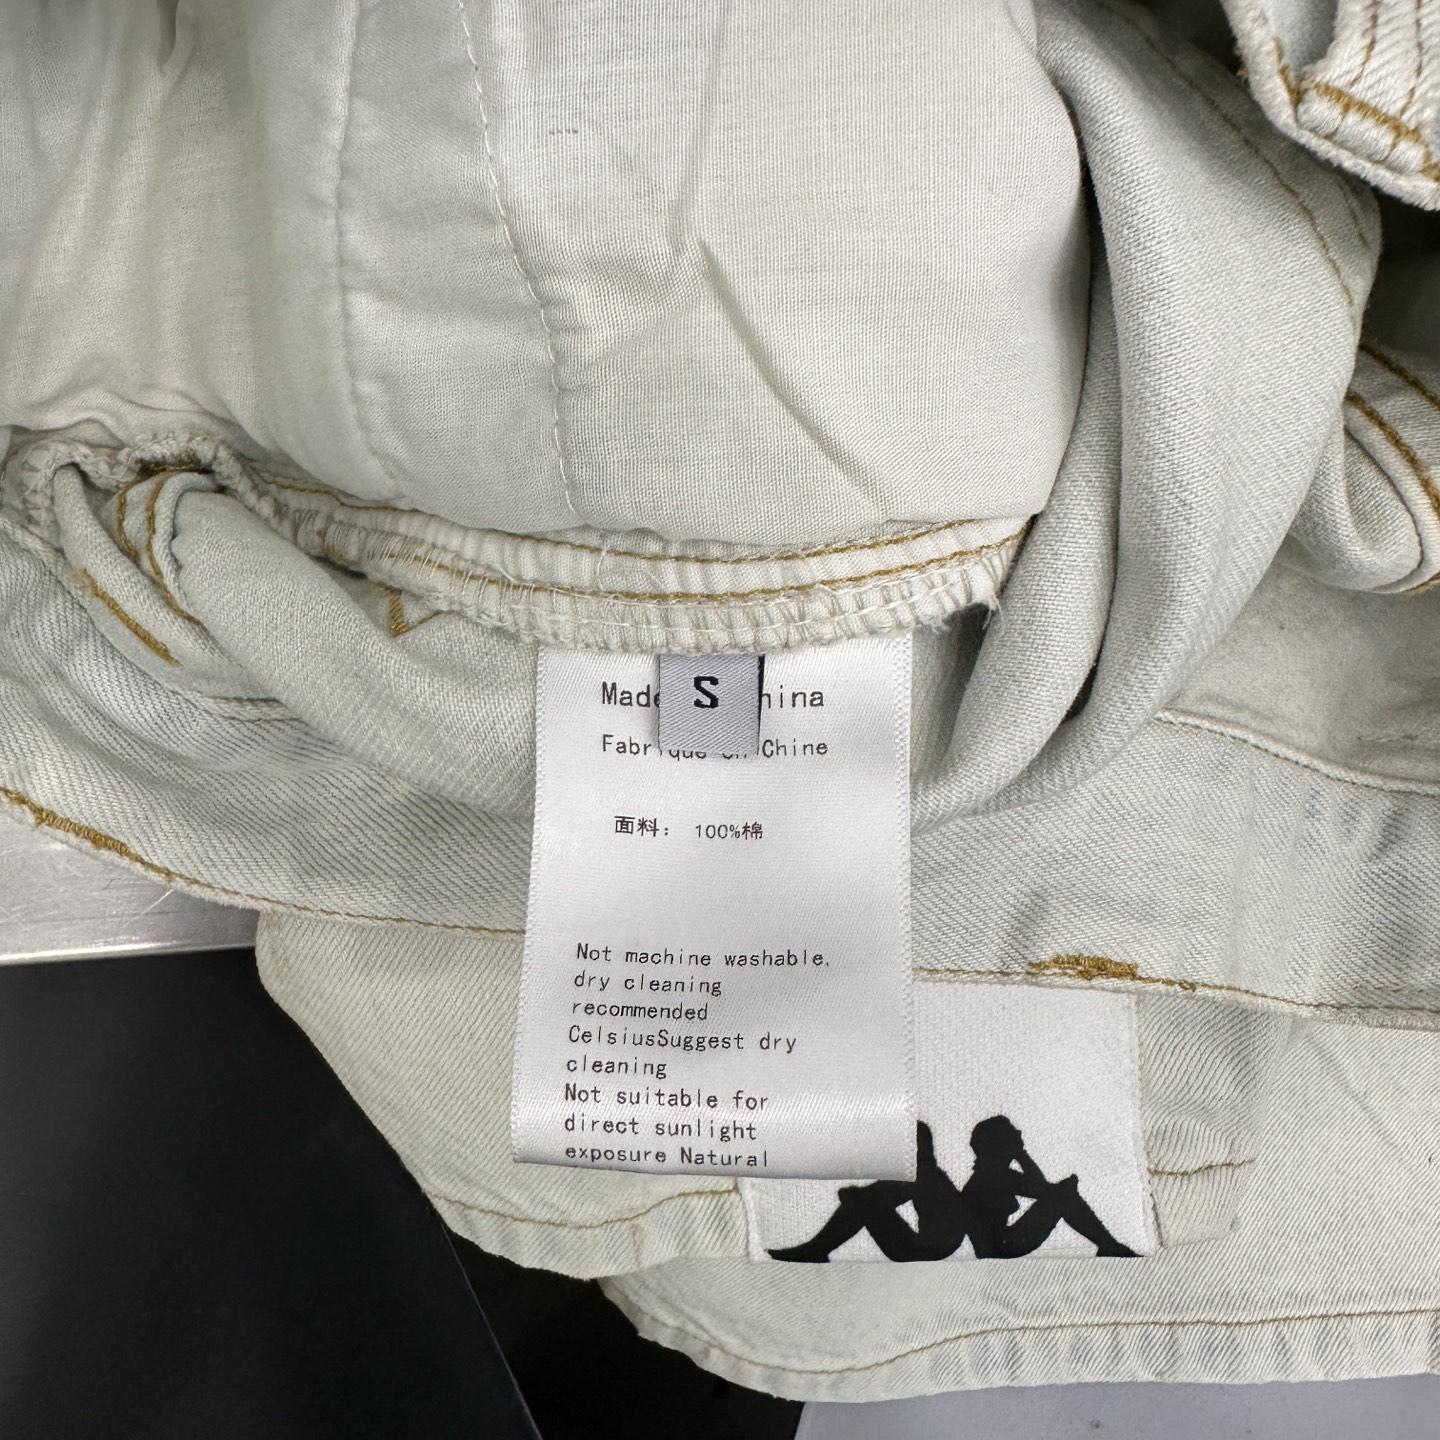 S
Made hina
Fabrique en Chine
面料: 100%棉
Not machine washable,
dry cleaning
recommended
CelsiusSuggest dry
cleaning
Not suitable for
direct sunlight
exposure Natural